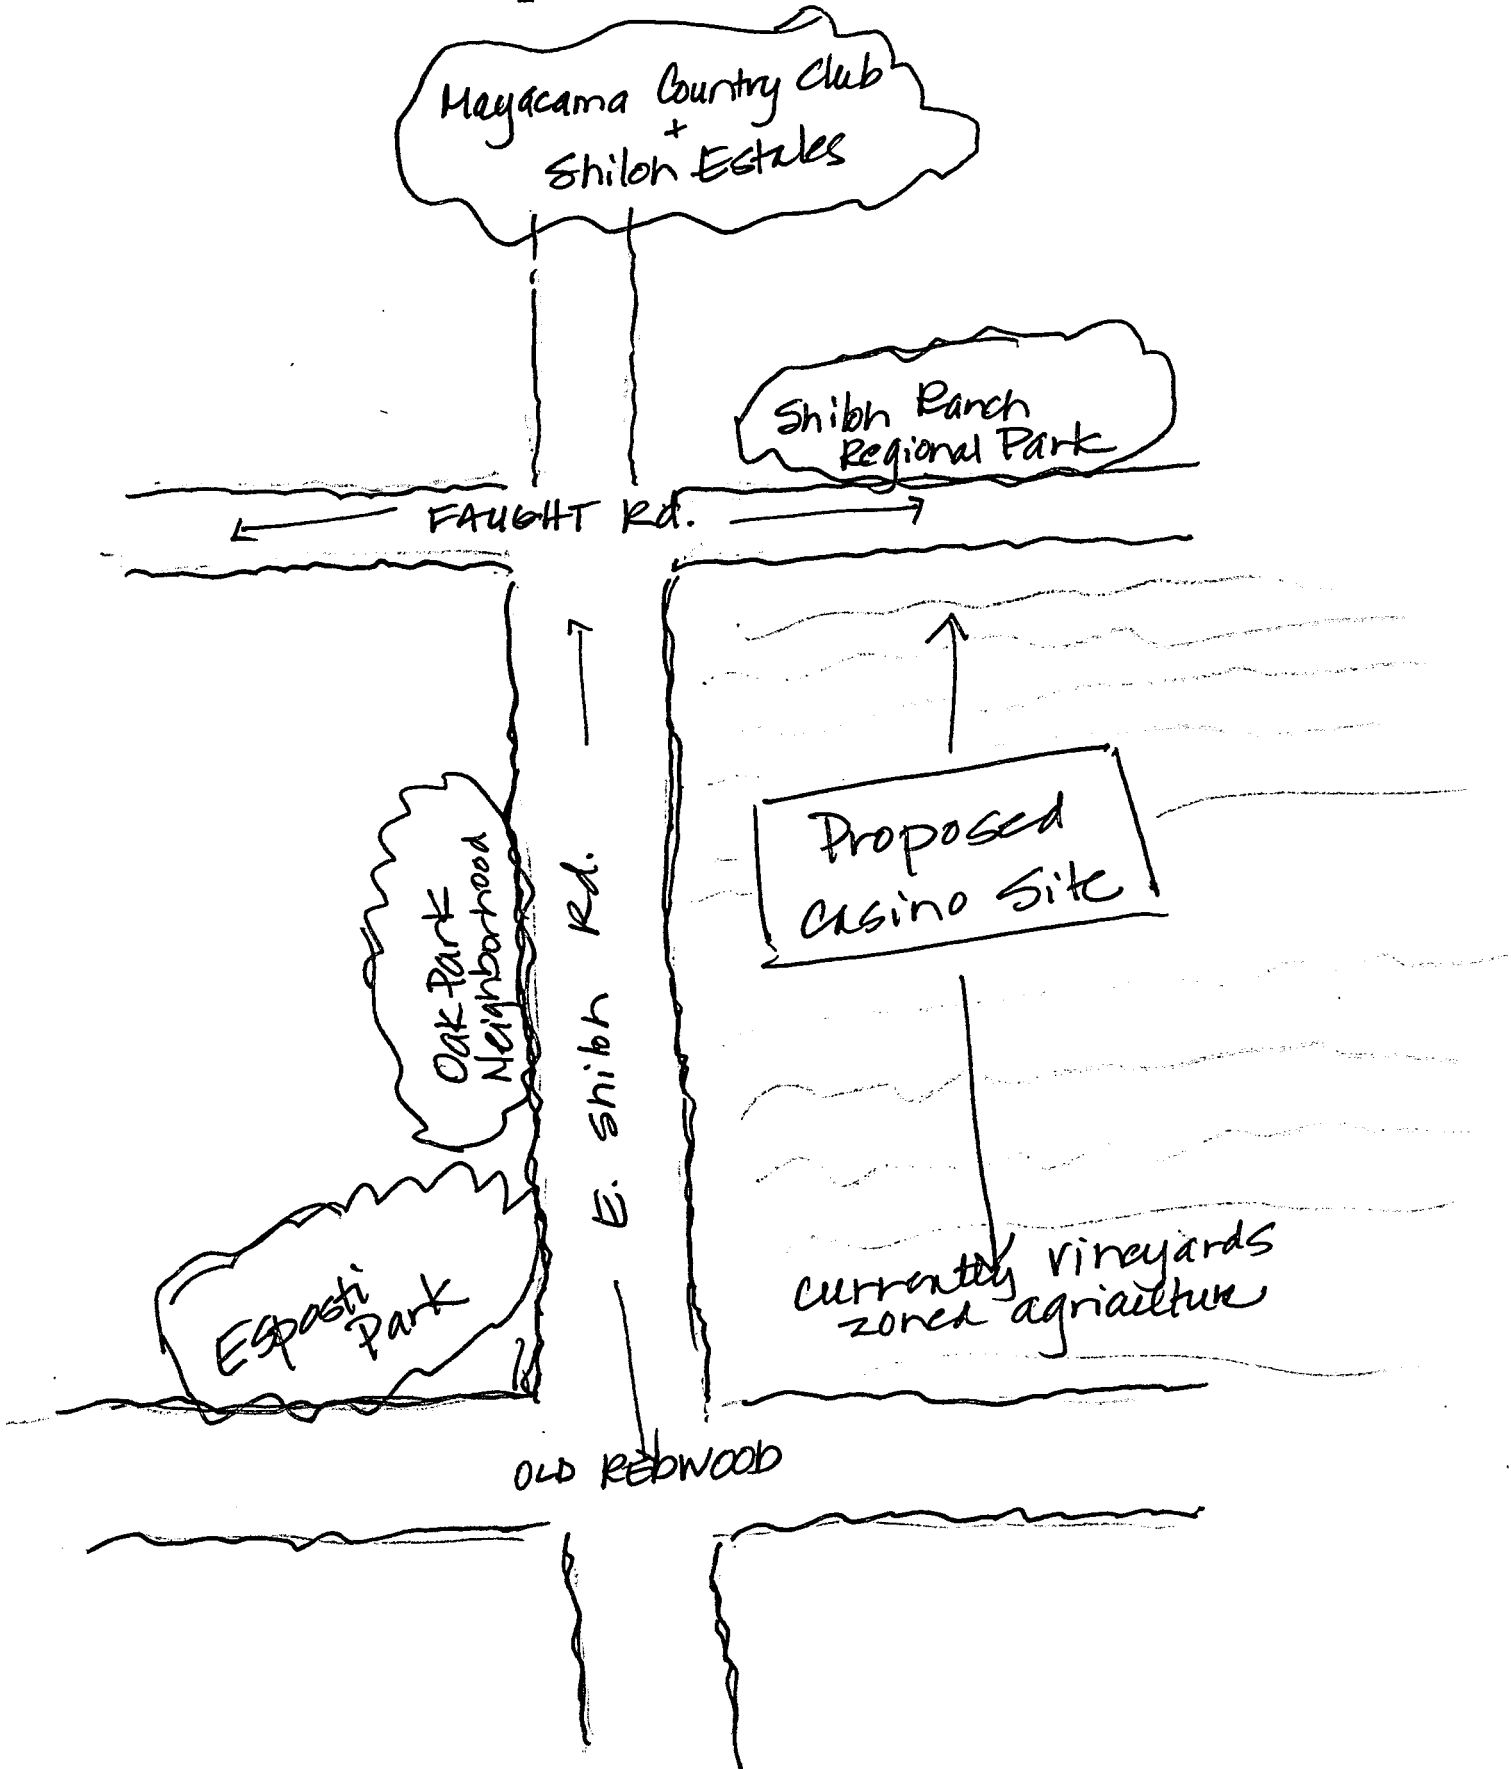 Mayacama Country Club
+
Shiloh Estates
Shiloh Ranch
Regional Park
FAUGHT Rd.
Proposed
Casino Site
Oak Park
Neighborhood
E. Shiloh Rd.
Esposti
Park
currently vineyards
zoned agriculture
OLD REDWOOD